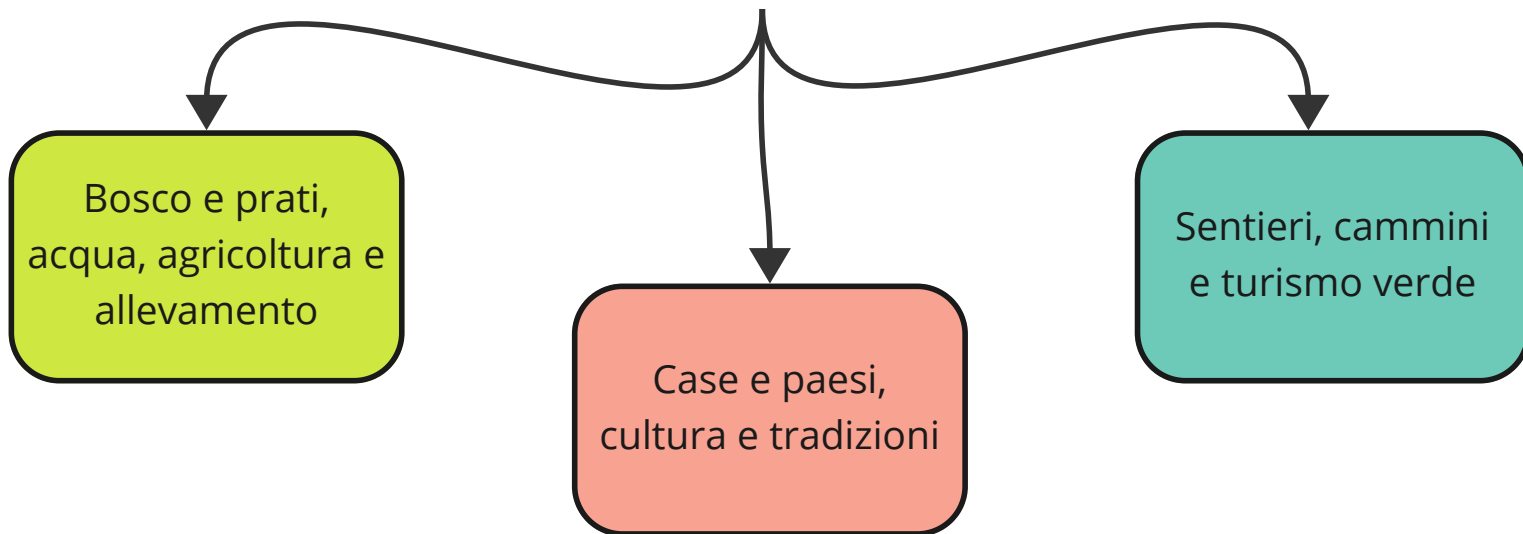 Bosco e prati,
acqua, agricoltura e
allevamento
Case e paesi,
cultura e tradizioni
Sentieri, cammini
e turismo verde